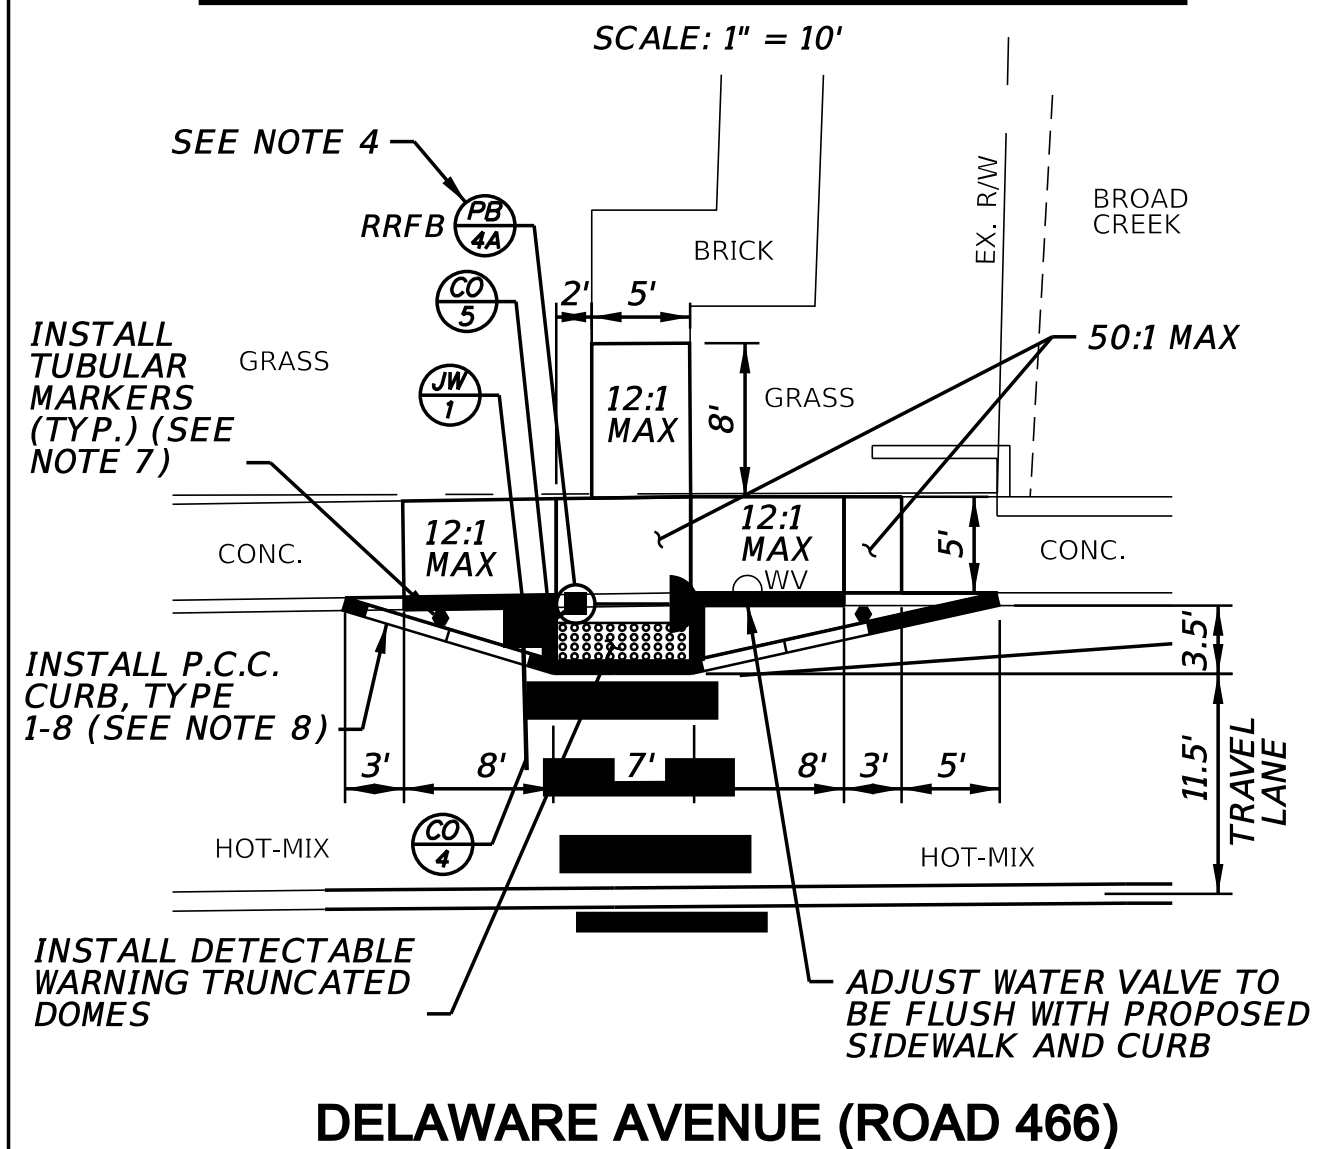 SCALE: 1" = 10'
SEE NOTE 4
RRFB
PB
4A
CO
5
JW
1
BRICK
EX. R/W
BROAD
CREEK
2'
5'
50:1 MAX
INSTALL
TUBULAR
MARKERS
(TYP.) (SEE
NOTE 7)
GRASS
12:1
MAX
8'
GRASS
CONC.
12:1
MAX
12:1
MAX
WV
5'
CONC.
INSTALL P.C.C.
CURB, TYPE
1-8 (SEE NOTE 8)
3.5'
3'
8'
7'
8'
3'
5'
11.5'
TRAVEL
LANE
HOT-MIX
CO
4
HOT-MIX
INSTALL DETECTABLE
WARNING TRUNCATED
DOMES
ADJUST WATER VALVE TO
BE FLUSH WITH PROPOSED
SIDEWALK AND CURB
DELAWARE AVENUE (ROAD 466)